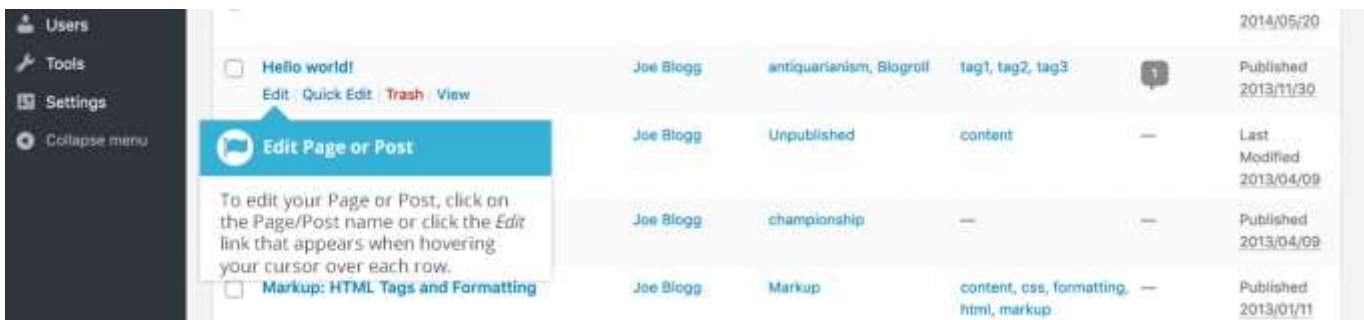 Users
2014/05/20
Tools
Hello world!
Joe Blogg
antiquarianism, Blogroll
tag1, tag2, tag3
1
Published
2013/11/30
Edit | Quick Edit | Trash | View
Settings
Collapse menu
Edit Page or Post
To edit your Page or Post, click on
the Page/Post name or click the Edit
link that appears when hovering
your cursor over each row.
Joe Blogg
Unpublished
content
—
Last
Modified
2013/04/09
Joe Blogg
championship
—
—
Published
2013/04/09
Markup: HTML Tags and Formatting
Joe Blogg
Markup
content, css, formatting,
html, markup
—
Published
2013/01/11